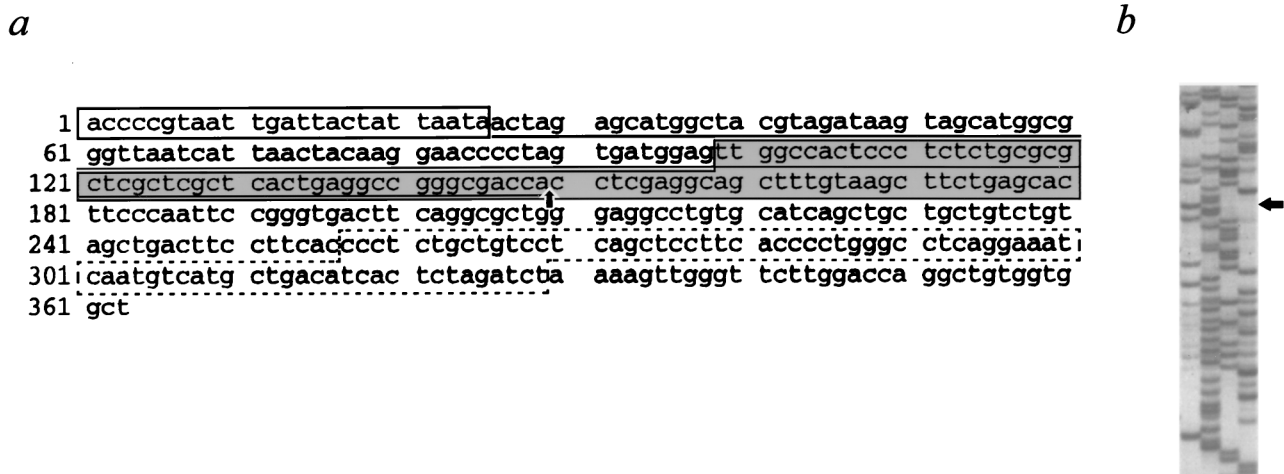 a
b
1 accccgtaat tgattactat taataactag agcatggcta cgtagataag tagcatggcg
61 ggttaatcat taactacaag gaacccctag tgatggagtt ggccactccc tctctgcgcg
121 ctcgctcgct cactgaggcc gggcgaccac ctcgaggcag ctttgtaagc ttctgagcac
181 ttcccaattc cgggtgactt caggcgctgg gaggcctgtg catcagctgc tgctgtctgt
241 agctgacttc cttcacccct ctgctgtcct cagctccttc acccctgggc ctcaggaaat
301 caatgtcatg ctgacatcac tctagatcta aaagttgggt tcttggacca ggctgtggtg
361 gct